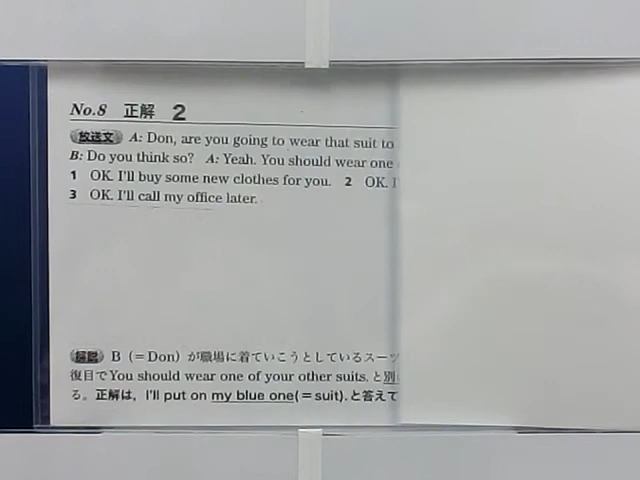 No.8 正解 2
放送文 A: Don, are you going to wear that suit to
B: Do you think so? A: Yeah. You should wear one
1 OK. I'll buy some new clothes for you. 2 OK. I'
3 OK. I'll call my office later.
解説 B（＝Don）が職場に着ていこうとしているスーツ
復目で You should wear one of your other suits. と別
る。正解は，I'll put on my blue one(＝suit). と答えて